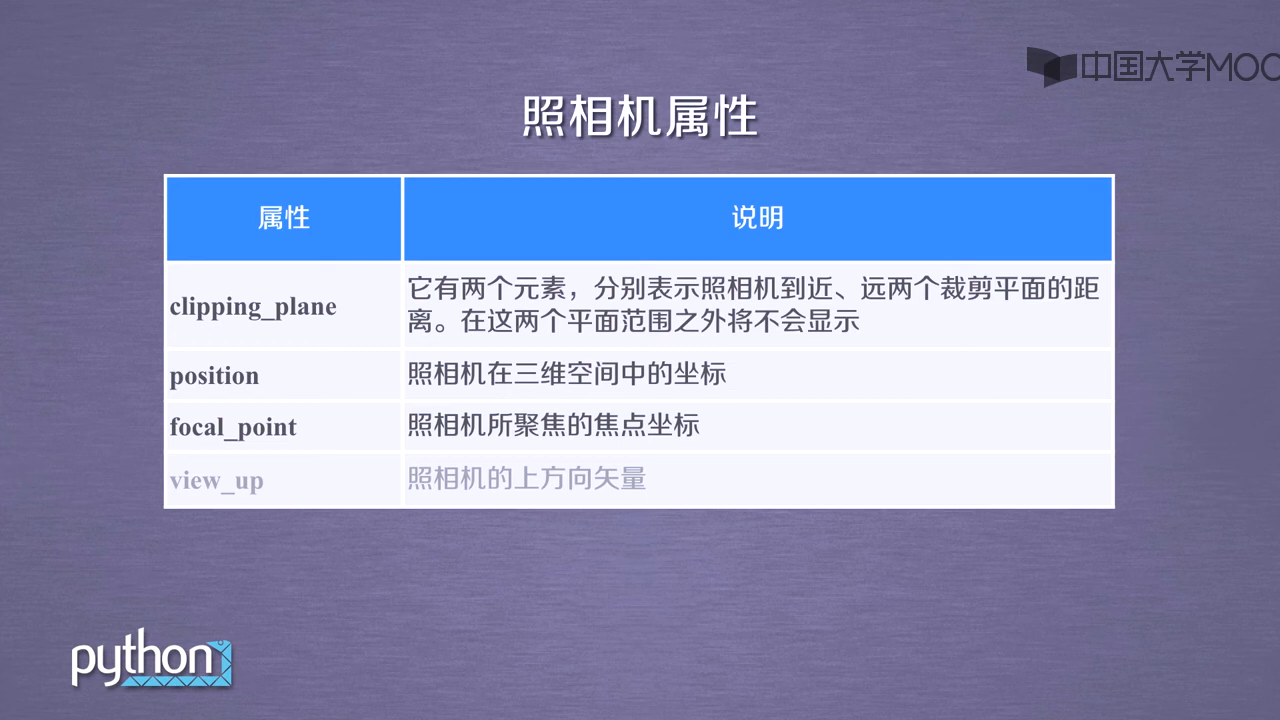 中国大学MOO
照相机属性
属性
说明
clipping_plane
它有两个元素，分别表示照相机到近、远两个裁剪平面的距
离。在这两个平面范围之外将不会显示
position
照相机在三维空间中的坐标
focal_point
照相机所聚焦的焦点坐标
view_up
照相机的上方向矢量
python